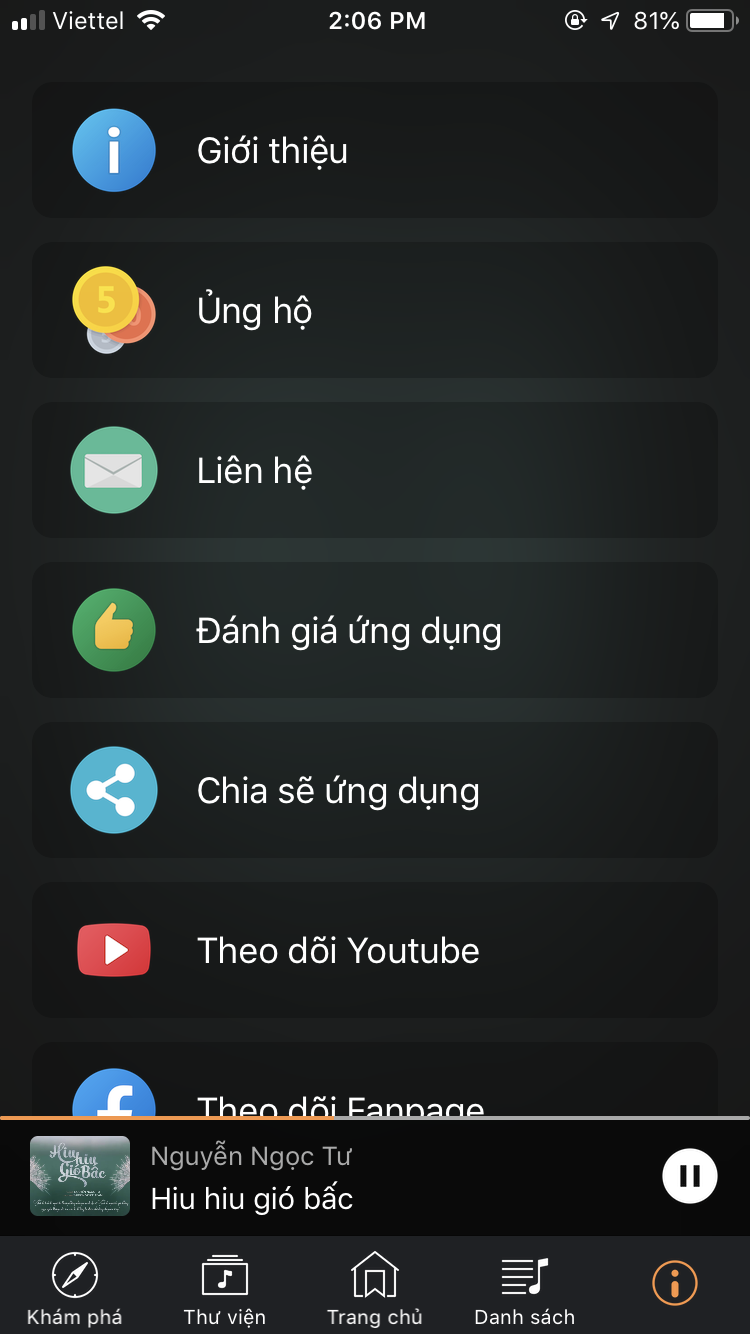 Viettel
2:06 PM
81%
Giới thiệu
5
Ủng hộ
Liên hệ
Đánh giá ứng dụng
Chia sẽ ứng dụng
Theo dõi Youtube
Theo dõi Fanpage
Hiu hiu
Gió Bấc
Nguyễn Ngọc Tư
Hiu hiu gió bấc
Khám phá
Thư viện
Trang chủ
Danh sách